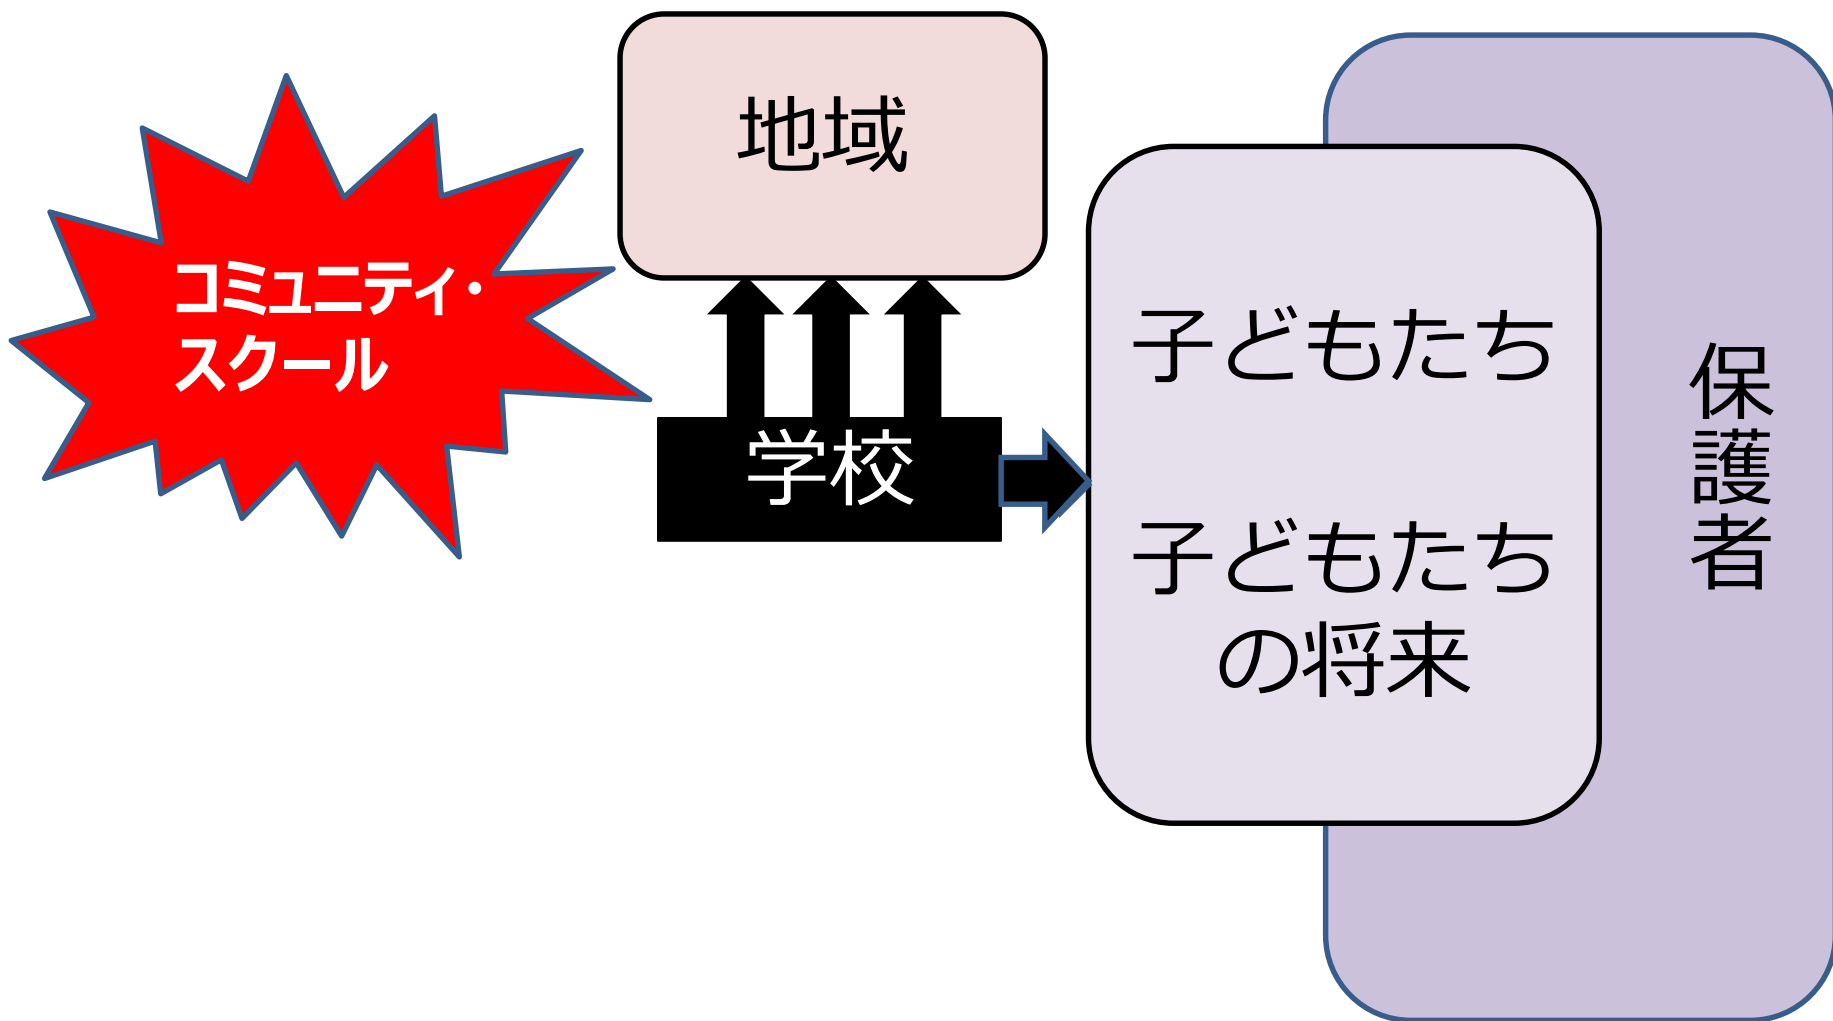 地域
コミュニティ・
スクール
学校
子どもたち
子どもたち
の将来
保護者